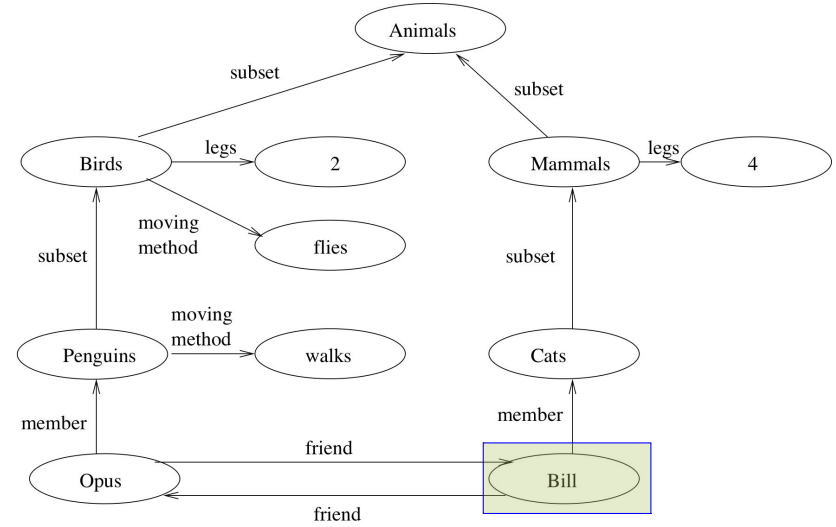 Animals
subset
subset
Birds
legs
2
Mammals
legs
4
moving
method
flies
subset
subset
moving
method
Penguins
walks
Cats
member
member
friend
Opus
Bill
friend